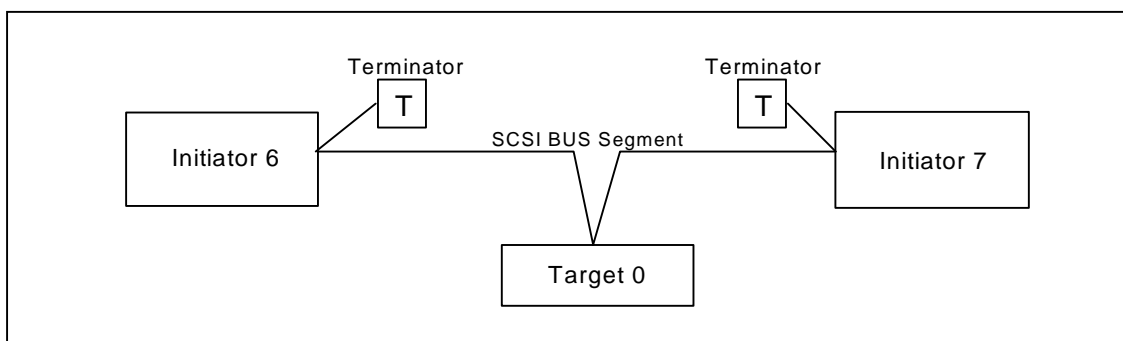 Terminator
Terminator
T
T
SCSI BUS Segment
Initiator 6
Initiator 7
Target 0